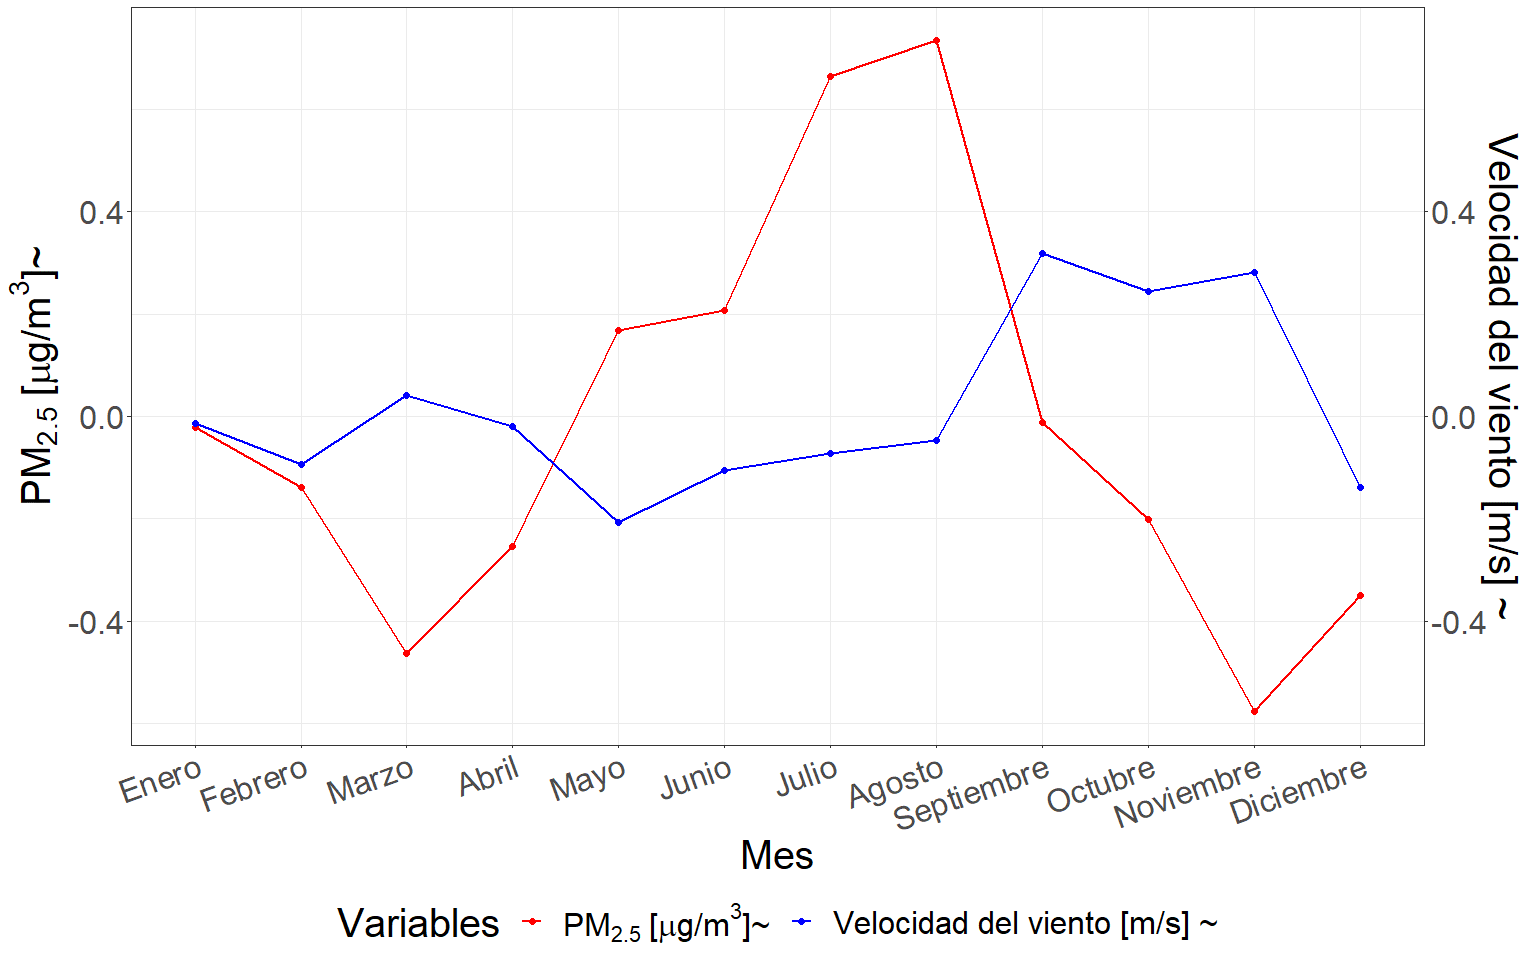 PM2.5 [μg/m3]~
0.4
0.0
-0.4
0.4
0.0
-0.4
Velocidad del viento [m/s] ~
Enero
Febrero
Marzo
Abril
Mayo
Junio
Julio
Agosto
Septiembre
Octubre
Noviembre
Diciembre
Mes
Variables PM2.5 [μg/m3]~ Velocidad del viento [m/s] ~